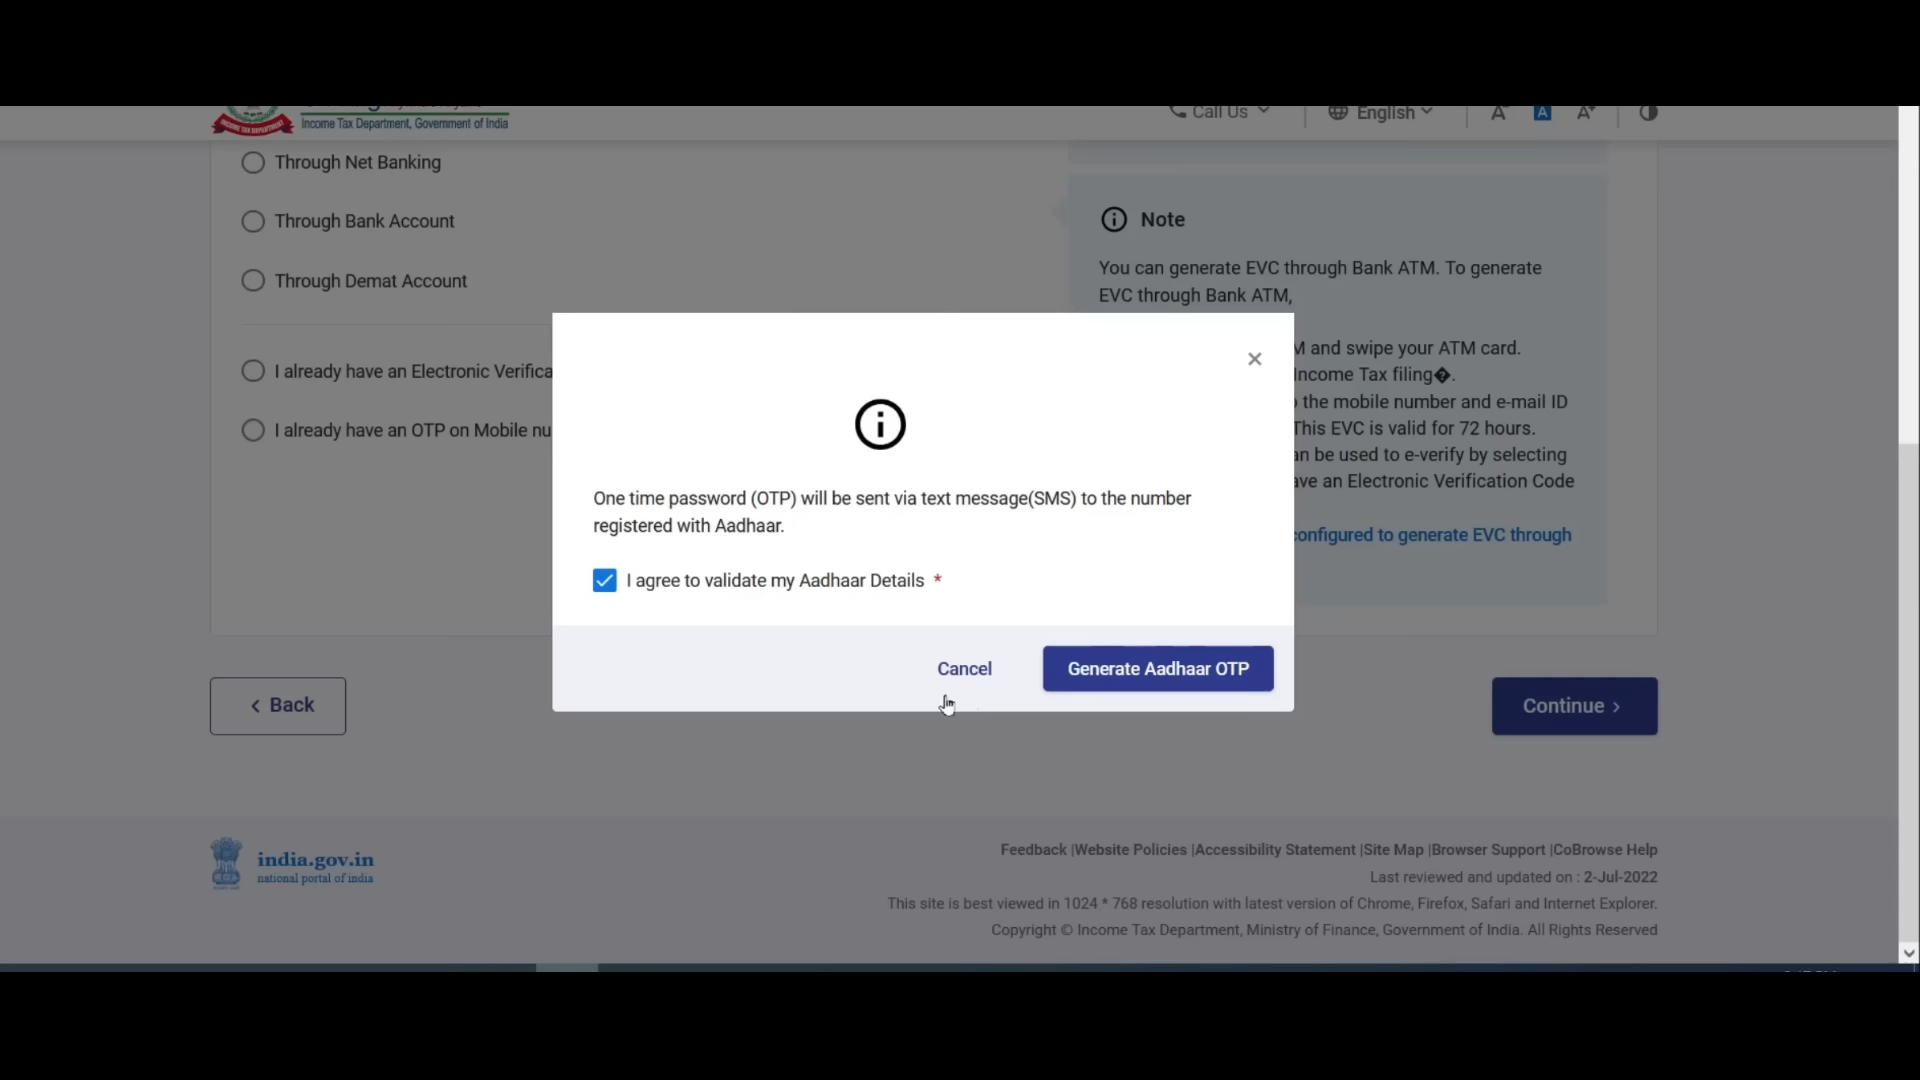 INCOME TAX DEPARTMENT
Income Tax Department, Government of India
Call Us
English
A-
A
A+
Through Net Banking
Through Bank Account
Through Demat Account
I already have an Electronic Verifica
I already have an OTP on Mobile nu
Note
You can generate EVC through Bank ATM. To generate
EVC through Bank ATM,
M and swipe your ATM card.
Income Tax filing�.
the mobile number and e-mail ID
This EVC is valid for 72 hours.
an be used to e-verify by selecting
ave an Electronic Verification Code
configured to generate EVC through
One time password (OTP) will be sent via text message(SMS) to the number
registered with Aadhaar.
I agree to validate my Aadhaar Details *
Cancel
Generate Aadhaar OTP
< Back
Continue >
india.gov.in
national portal of india
Feedback |Website Policies |Accessibility Statement |Site Map |Browser Support |CoBrowse Help
Last reviewed and updated on : 2-Jul-2022
This site is best viewed in 1024 * 768 resolution with latest version of Chrome, Firefox, Safari and Internet Explorer.
Copyright © Income Tax Department, Ministry of Finance, Government of India. All Rights Reserved